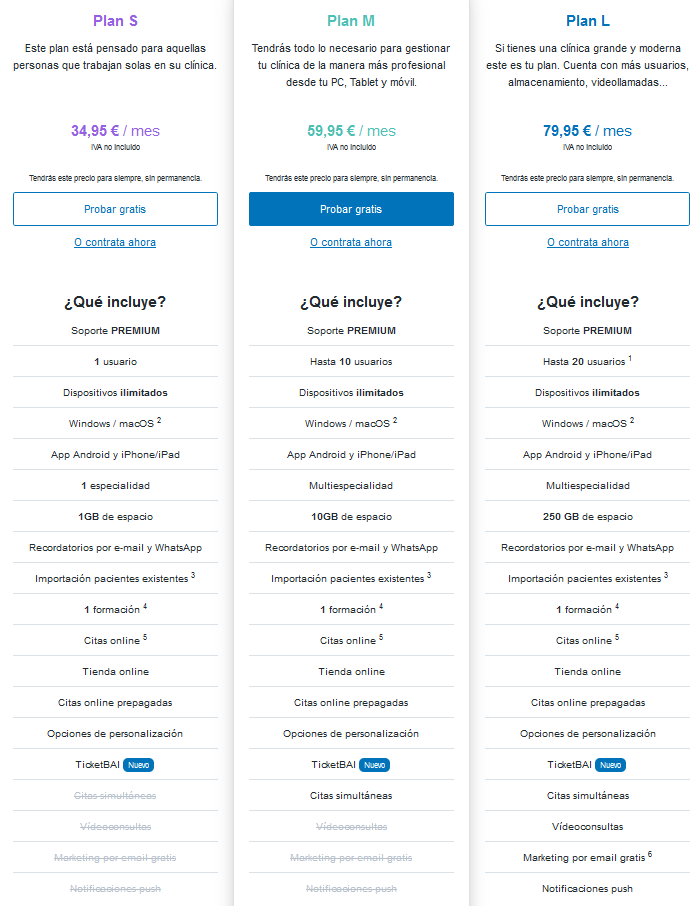 Plan S
Este plan está pensado para aquellas
personas que trabajan solas en su clínica.
34,95 € / mes
IVA no incluido
Tendrás este precio para siempre, sin permanencia.
Probar gratis
O contrata ahora
¿Qué incluye?
Soporte PREMIUM
1 usuario
Dispositivos ilimitados
Windows / macOS 2
App Android y iPhone/iPad
1 especialidad
1GB de espacio
Recordatorios por e-mail y WhatsApp
Importación pacientes existentes 3
1 formación 4
Citas online 5
Tienda online
Citas online prepagadas
Opciones de personalización
TicketBAI Nuevo
Citas simultáneas
Vídeoconsultas
Marketing por email gratis
Notificaciones push
Plan M
Tendrás todo lo necesario para gestionar
tu clínica de la manera más profesional
desde tu PC, Tablet y móvil.
59,95 € / mes
IVA no incluido
Tendrás este precio para siempre, sin permanencia.
Probar gratis
O contrata ahora
¿Qué incluye?
Soporte PREMIUM
Hasta 10 usuarios
Dispositivos ilimitados
Windows / macOS 2
App Android y iPhone/iPad
Multiespecialidad
10GB de espacio
Recordatorios por e-mail y WhatsApp
Importación pacientes existentes 3
1 formación 4
Citas online 5
Tienda online
Citas online prepagadas
Opciones de personalización
TicketBAI Nuevo
Citas simultáneas
Vídeoconsultas
Marketing por email gratis
Notificaciones push
Plan L
Si tienes una clínica grande y moderna
este es tu plan. Cuenta con más usuarios,
almacenamiento, videollamadas...
79,95 € / mes
IVA no incluido
Tendrás este precio para siempre, sin permanencia.
Probar gratis
O contrata ahora
¿Qué incluye?
Soporte PREMIUM
Hasta 20 usuarios 1
Dispositivos ilimitados
Windows / macOS 2
App Android y iPhone/iPad
Multiespecialidad
250 GB de espacio
Recordatorios por e-mail y WhatsApp
Importación pacientes existentes 3
1 formación 4
Citas online 5
Tienda online
Citas online prepagadas
Opciones de personalización
TicketBAI Nuevo
Citas simultáneas
Vídeoconsultas
Marketing por email gratis 6
Notificaciones push